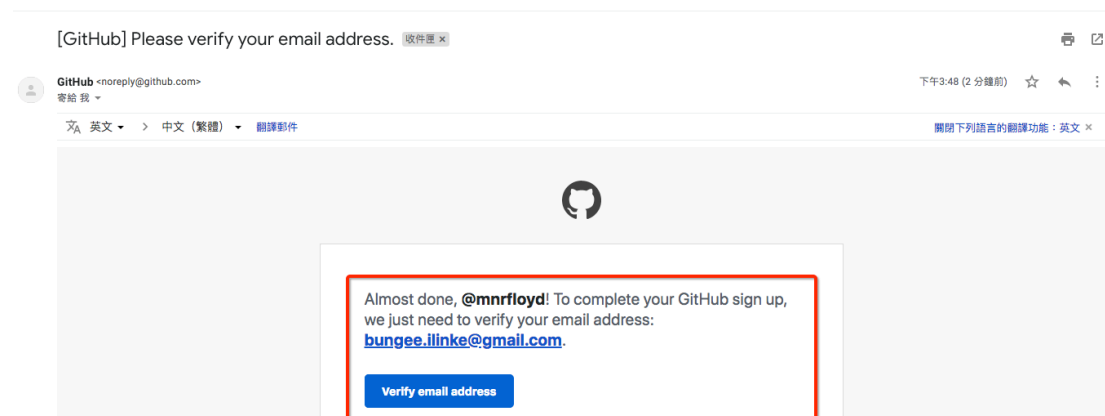 [GitHub] Please verify your email address. 收件匣 ×
GitHub <noreply@github.com>
下午3:48 (2 分鐘前)
寄給 我
英文 > 中文（繁體） 翻譯郵件
關閉下列語言的翻譯功能：英文 ×
Almost done, @mnrfloyd! To complete your GitHub sign up,
we just need to verify your email address:
bungee.ilinke@gmail.com.
Verify email address